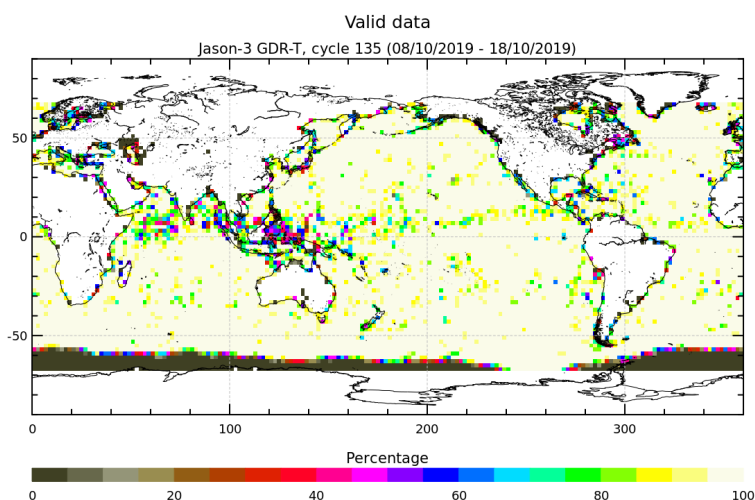 Valid data
Jason-3 GDR-T, cycle 135 (08/10/2019 - 18/10/2019)
50
0
-50
0 100 200 300
Percentage
0 20 40 60 80 100